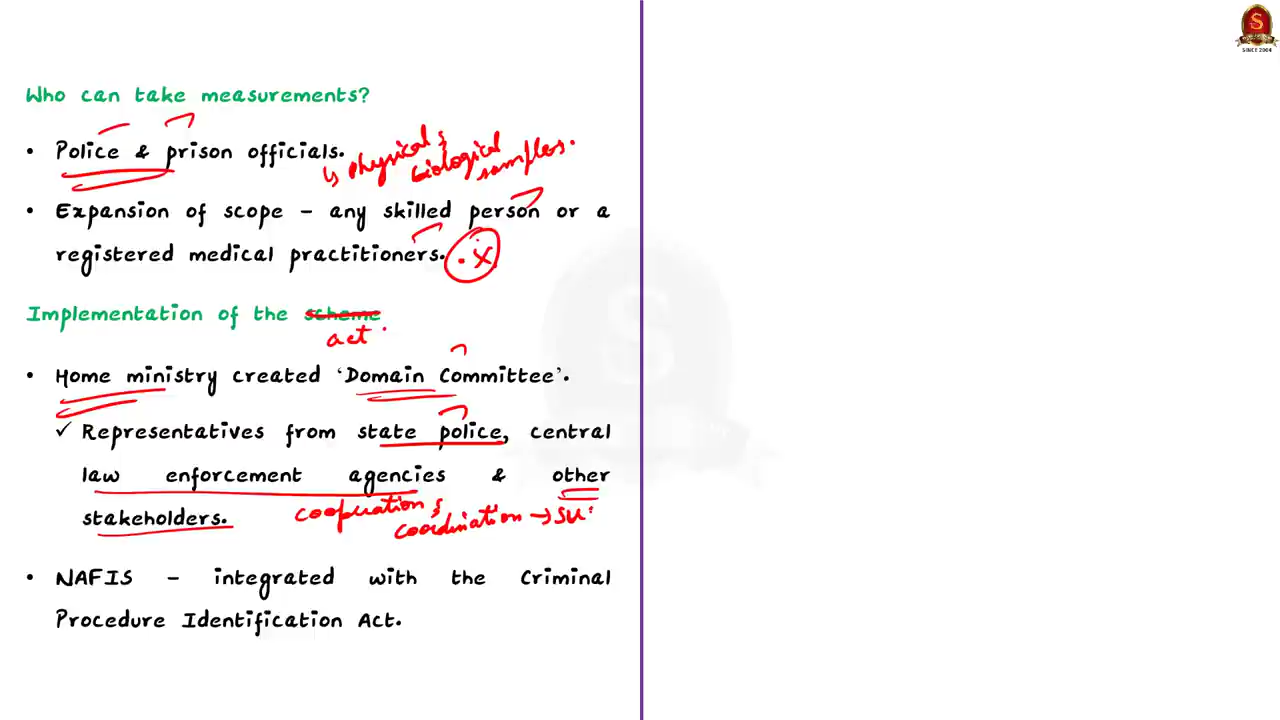 SINCE 2004
Who can take measurements?
• Police & prison officials.
↳ physical & biological samples.
• Expansion of scope – any skilled person or a
registered medical practitioners. . X
Implementation of the scheme
act
• Home ministry created ‘Domain Committee’.
✓ Representatives from state police, central
law enforcement agencies & other
stakeholders.
cooperation &
coordination →
• NAFIS – integrated with the Criminal
Procedure Identification Act.